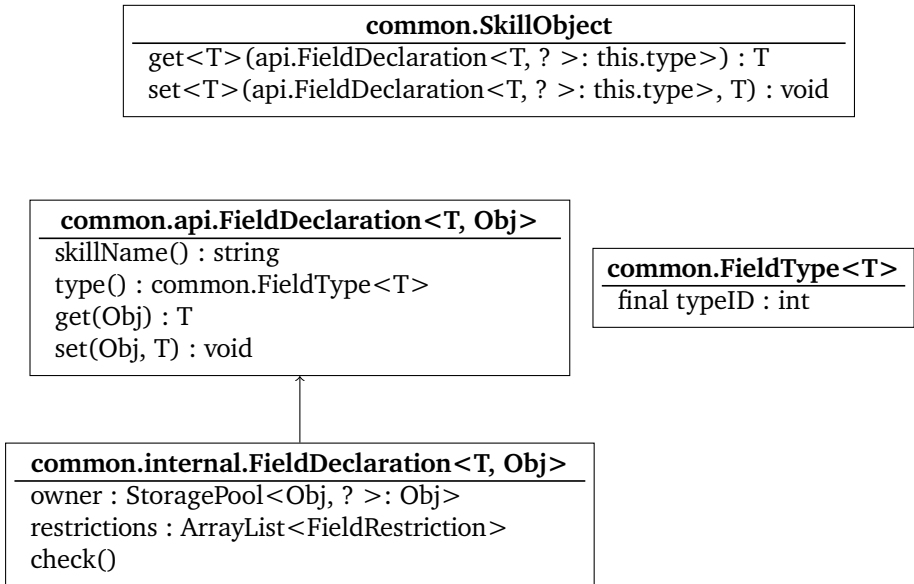 common.SkillObject
get<T>(api.FieldDeclaration<T, ? >: this.type>) : T
set<T>(api.FieldDeclaration<T, ? >: this.type>, T) : void
common.api.FieldDeclaration<T, Obj>
skillName() : string
type() : common.FieldType<T>
get(Obj) : T
set(Obj, T) : void
common.FieldType<T>
final typeID : int
common.internal.FieldDeclaration<T, Obj>
owner : StoragePool<Obj, ? >: Obj>
restrictions : ArrayList<FieldRestriction>
check()